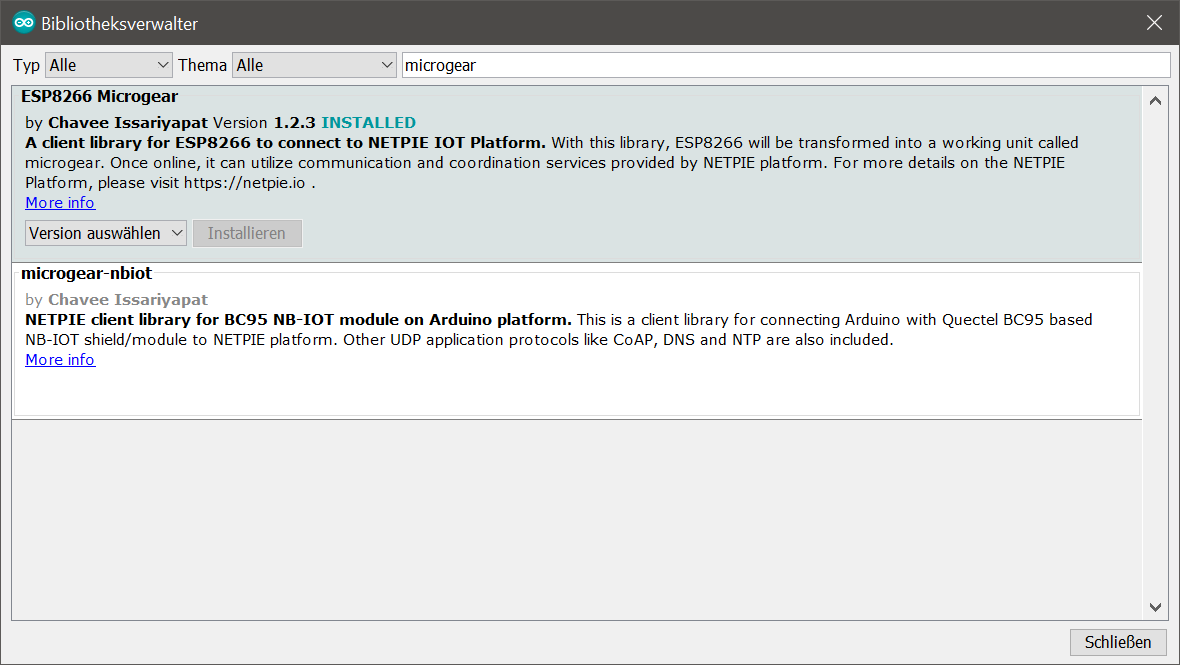 Bibliotheksverwalter
Typ Alle Thema Alle microgear
ESP8266 Microgear
by Chavee Issariyapat Version 1.2.3 INSTALLED
A client library for ESP8266 to connect to NETPIE IOT Platform. With this library, ESP8266 will be transformed into a working unit called
microgear. Once online, it can utilize communication and coordination services provided by NETPIE platform. For more details on the NETPIE
Platform, please visit https://netpie.io .
More info
Version auswählen Installieren
microgear-nbiot
by Chavee Issariyapat
NETPIE client library for BC95 NB-IOT module on Arduino platform. This is a client library for connecting Arduino with Quectel BC95 based
NB-IOT shield/module to NETPIE platform. Other UDP application protocols like CoAP, DNS and NTP are also included.
More info
Schließen